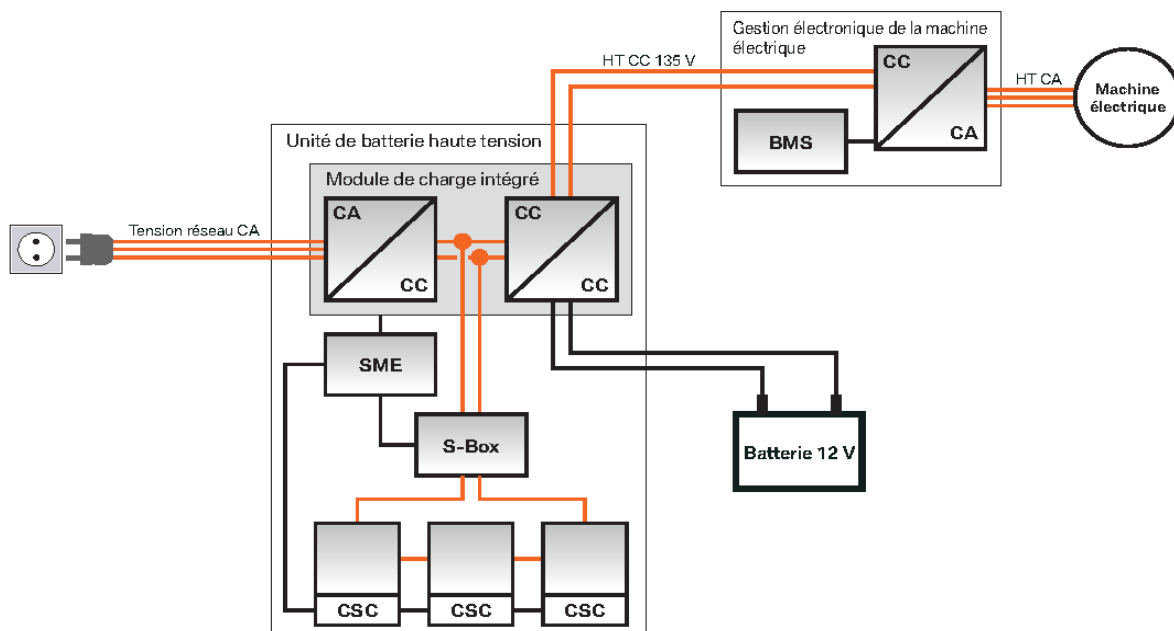 Gestion électronique de la machine
électrique
HT CC 135 V
CC
CA
HT CA
Machine
électrique
BMS
Unité de batterie haute tension
Module de charge intégré
Tension réseau CA
CA
CC
CC
CC
SME
S-Box
Batterie 12 V
CSC
CSC
CSC